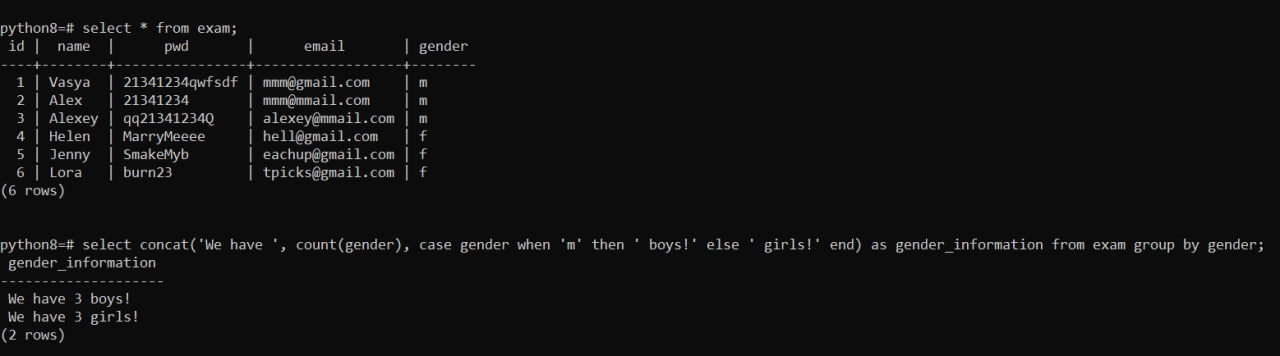 python8=# select * from exam;
 id |  name  |      pwd       |      email       | gender
----+--------+----------------+------------------+--------
  1 | Vasya  | 21341234qwfsdf | mmm@gmail.com    | m
  2 | Alex   | 21341234       | mmm@mmail.com    | m
  3 | Alexey | qq21341234Q    | alexey@mmail.com | m
  4 | Helen  | MarryMeeee     | hell@gmail.com   | f
  5 | Jenny  | SmakeMyb       | eachup@gmail.com | f
  6 | Lora   | burn23         | tpicks@gmail.com | f
(6 rows)
python8=# select concat('We have ', count(gender), case gender when 'm' then ' boys!' else ' girls!' end) as gender_information from exam group by gender;
 gender_information
--------------------
 We have 3 boys!
 We have 3 girls!
(2 rows)